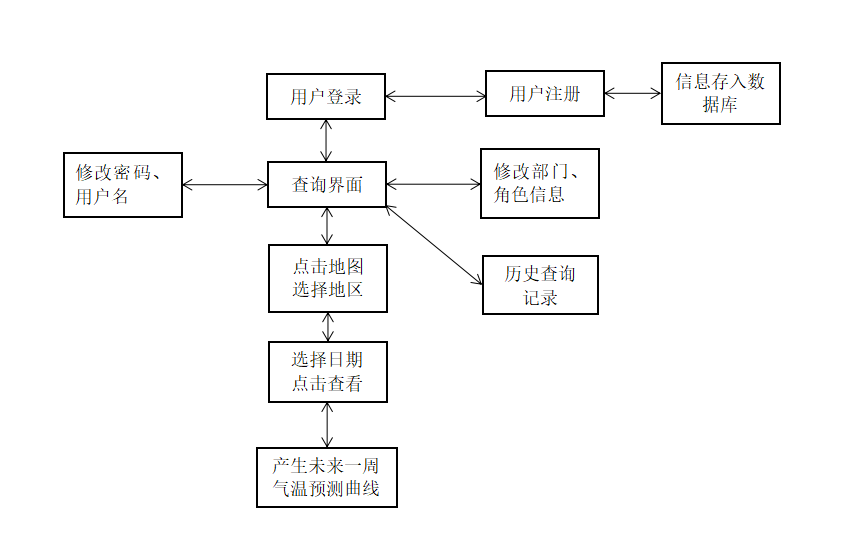 用户登录
用户注册
信息存入数
据库
修改密码、
用户名
查询界面
修改部门、
角色信息
点击地图
选择地区
历史查询
记录
选择日期
点击查看
产生未来一周
气温预测曲线